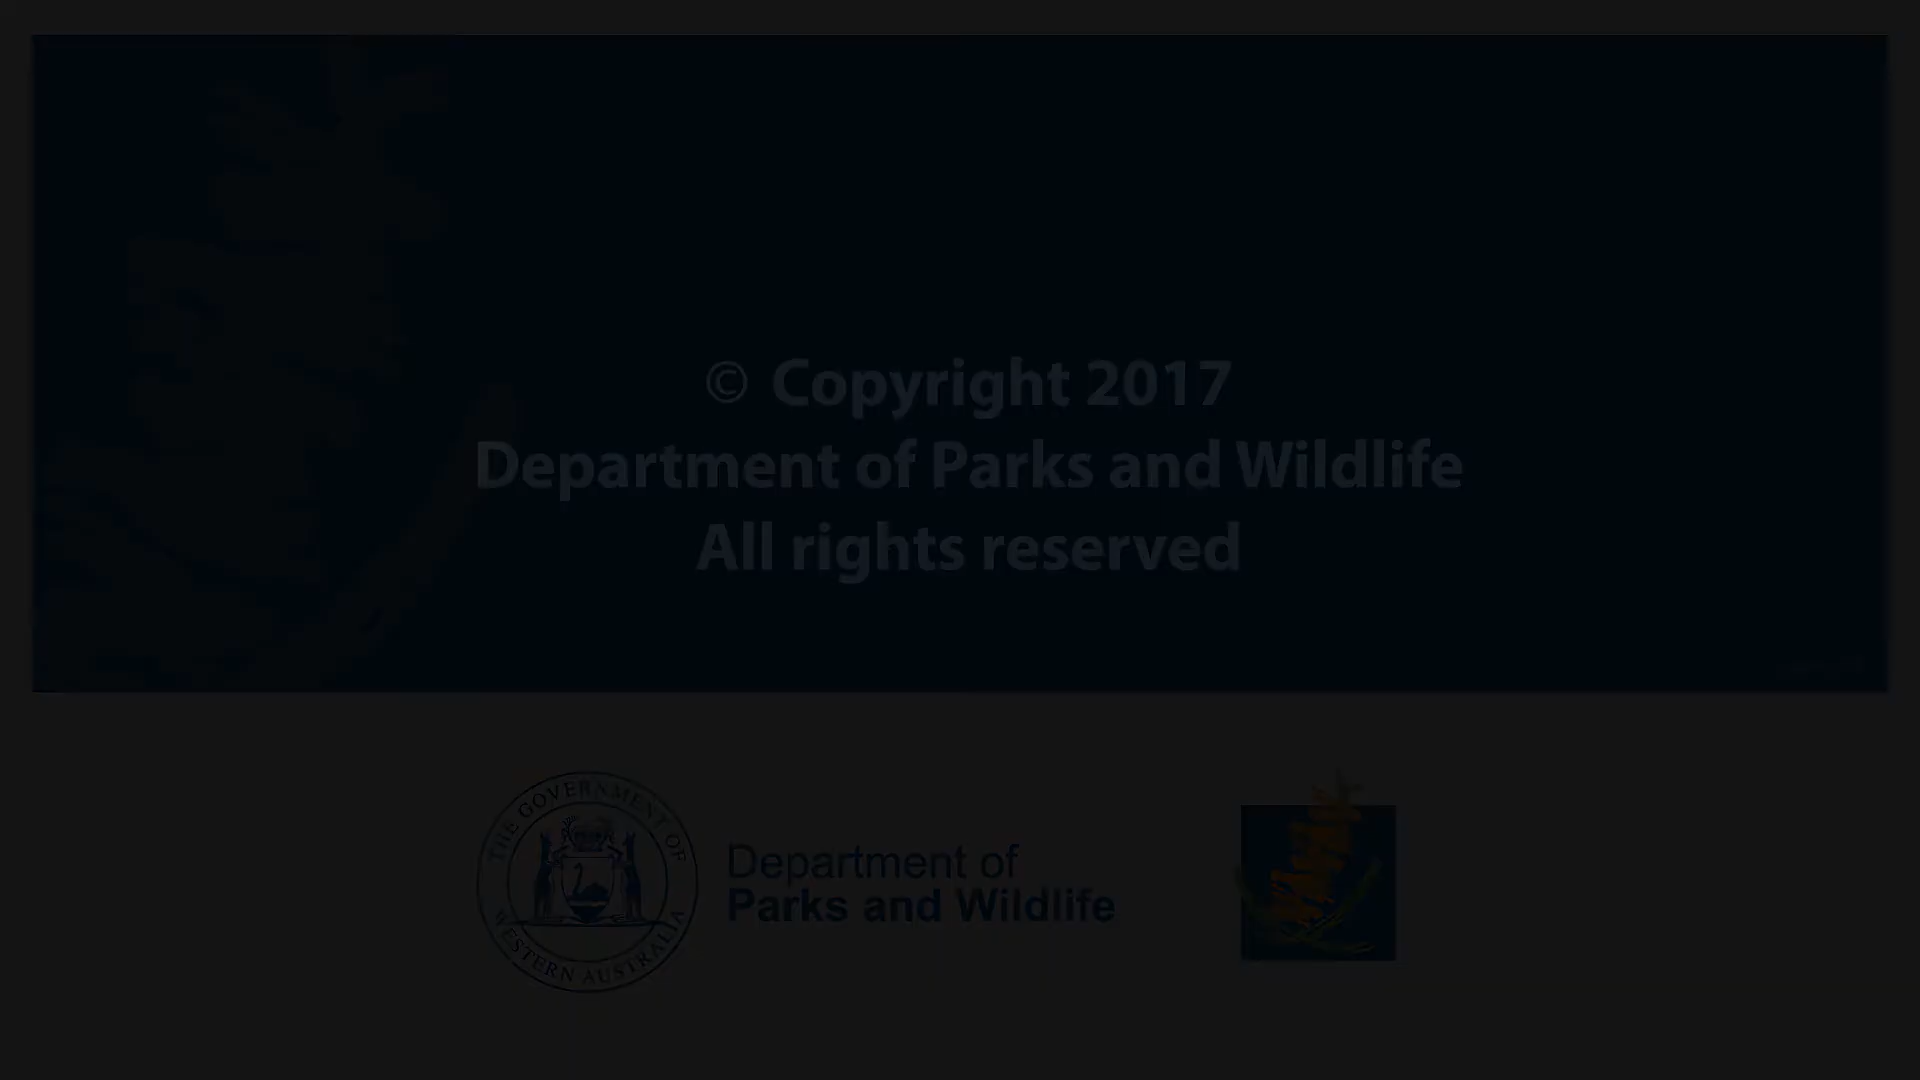 © Copyright 2017
Department of Parks and Wildlife
All rights reserved
THE GOVERNMENT OF
WESTERN AUSTRALIA
Department of
Parks and Wildlife